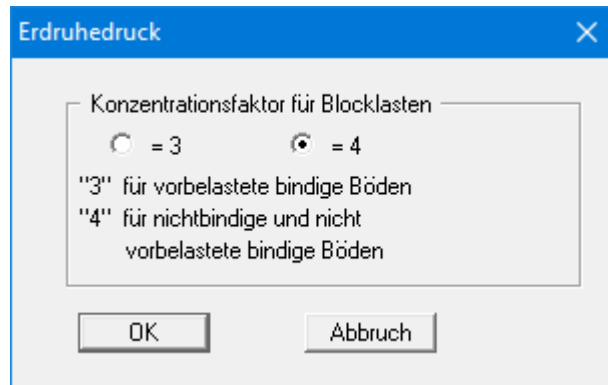 Erdruhedruck
Konzentrationsfaktor für Blocklasten
= 3 = 4
"3" für vorbelastete bindige Böden
"4" für nichtbindige und nicht
vorbelastete bindige Böden
OK Abbruch